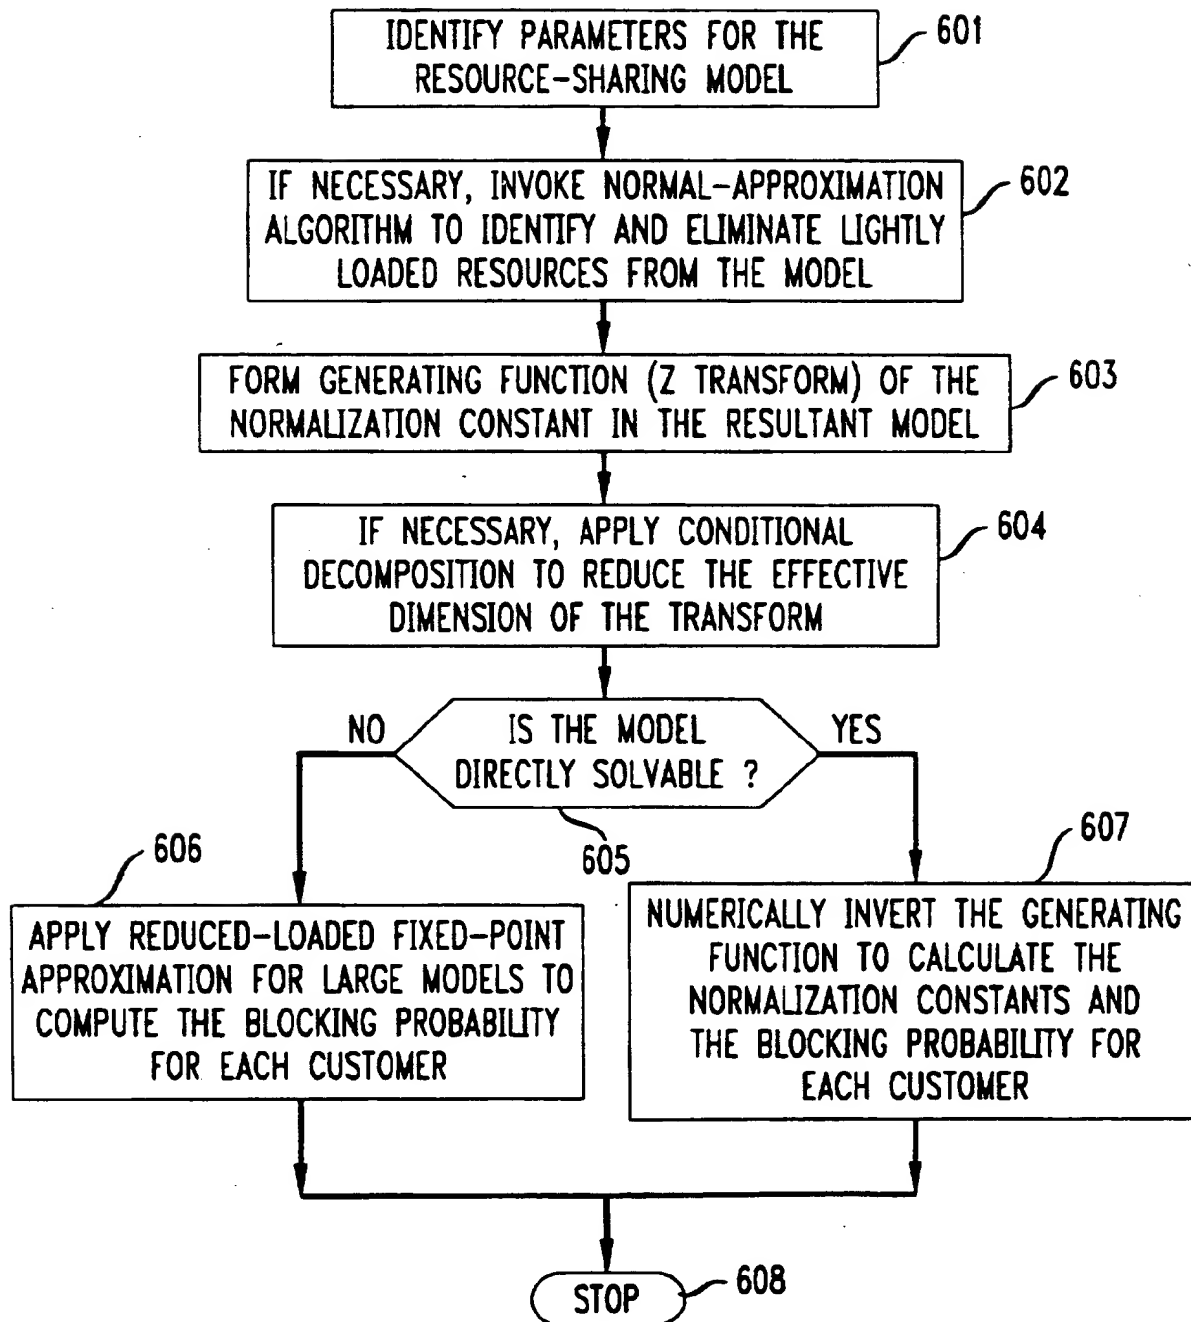 IDENTIFY PARAMETERS FOR THE
RESOURCE-SHARING MODEL
601
IF NECESSARY, INVOKE NORMAL-APPROXIMATION
ALGORITHM TO IDENTIFY AND ELIMINATE LIGHTLY
LOADED RESOURCES FROM THE MODEL
602
FORM GENERATING FUNCTION (Z TRANSFORM) OF THE
NORMALIZATION CONSTANT IN THE RESULTANT MODEL
603
IF NECESSARY, APPLY CONDITIONAL
DECOMPOSITION TO REDUCE THE EFFECTIVE
DIMENSION OF THE TRANSFORM
604
NO
IS THE MODEL
DIRECTLY SOLVABLE ?
YES
605
606
APPLY REDUCED-LOADED FIXED-POINT
APPROXIMATION FOR LARGE MODELS TO
COMPUTE THE BLOCKING PROBABILITY
FOR EACH CUSTOMER
607
NUMERICALLY INVERT THE GENERATING
FUNCTION TO CALCULATE THE
NORMALIZATION CONSTANTS AND
THE BLOCKING PROBABILITY FOR
EACH CUSTOMER
STOP
608